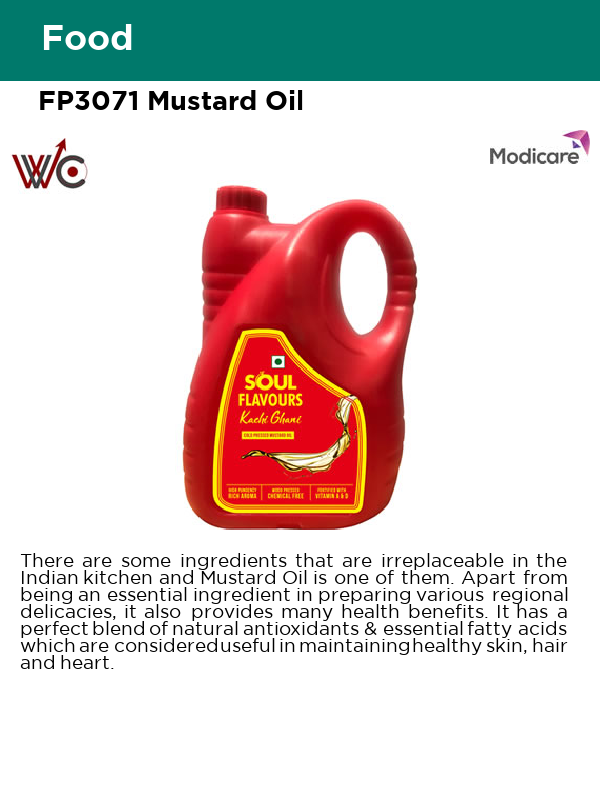 Food
FP3071 Mustard Oil
WC
Modicare
SOUL
FLAVOURS
Kachi Ghani
COLD PRESSED MUSTARD OIL
HIGH PUNGENCY
RICH AROMA
WOOD PRESSED
CHEMICAL FREE
FORTIFIED WITH
VITAMIN A & D
There are some ingredients that are irreplaceable in the
Indian kitchen and Mustard Oil is one of them. Apart from
being an essential ingredient in preparing various regional
delicacies, it also provides many health benefits. It has a
perfect blend of natural antioxidants & essential fatty acids
which are considered useful in maintaining healthy skin, hair
and heart.